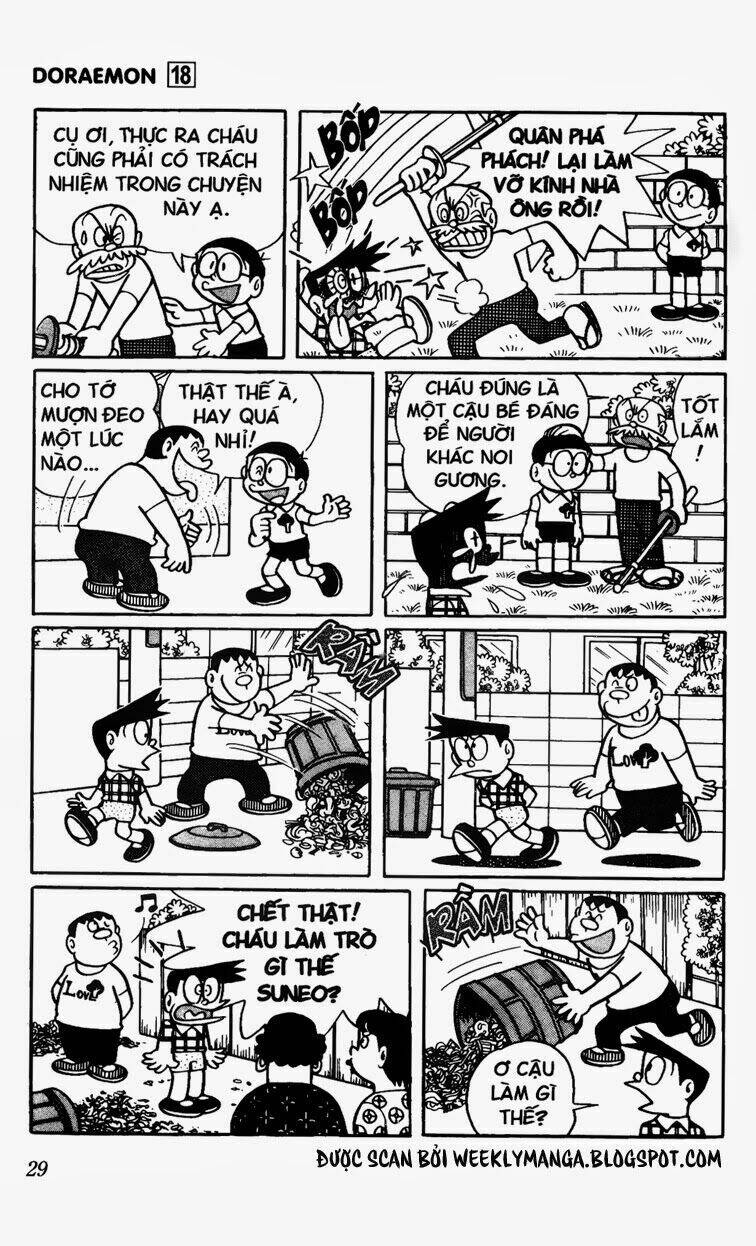 DORAEMON 18
QUÂN PHÁ
PHÁCH! LẠI LÀM
VỠ KÍNH NHÀ
ÔNG RỒI!
BỐP
BỐP
CỤ ƠI, THỰC RA CHÁU
CŨNG PHẢI CÓ TRÁCH
NHIỆM TRONG CHUYỆN
NÀY Ạ.
TỐT
LẮM
!
CHÁU ĐÚNG LÀ
MỘT CẬU BÉ ĐÁNG
ĐỂ NGƯỜI
KHÁC NOI
GƯƠNG.
THẬT THẾ À,
HAY QUÁ
NHỈ!
CHO TỚ
MƯỢN ĐEO
MỘT LÚC
NÀO...
LOVE
RẦM
LOVE
RẦM
Ơ CẬU
LÀM GÌ
THẾ?
CHẾT THẬT!
CHÁU LÀM TRÒ
GÌ THẾ
SUNEO?
LOVE
29
ĐƯỢC SCAN BỞI WEEKLYMANGA.BLOGSPOT.COM